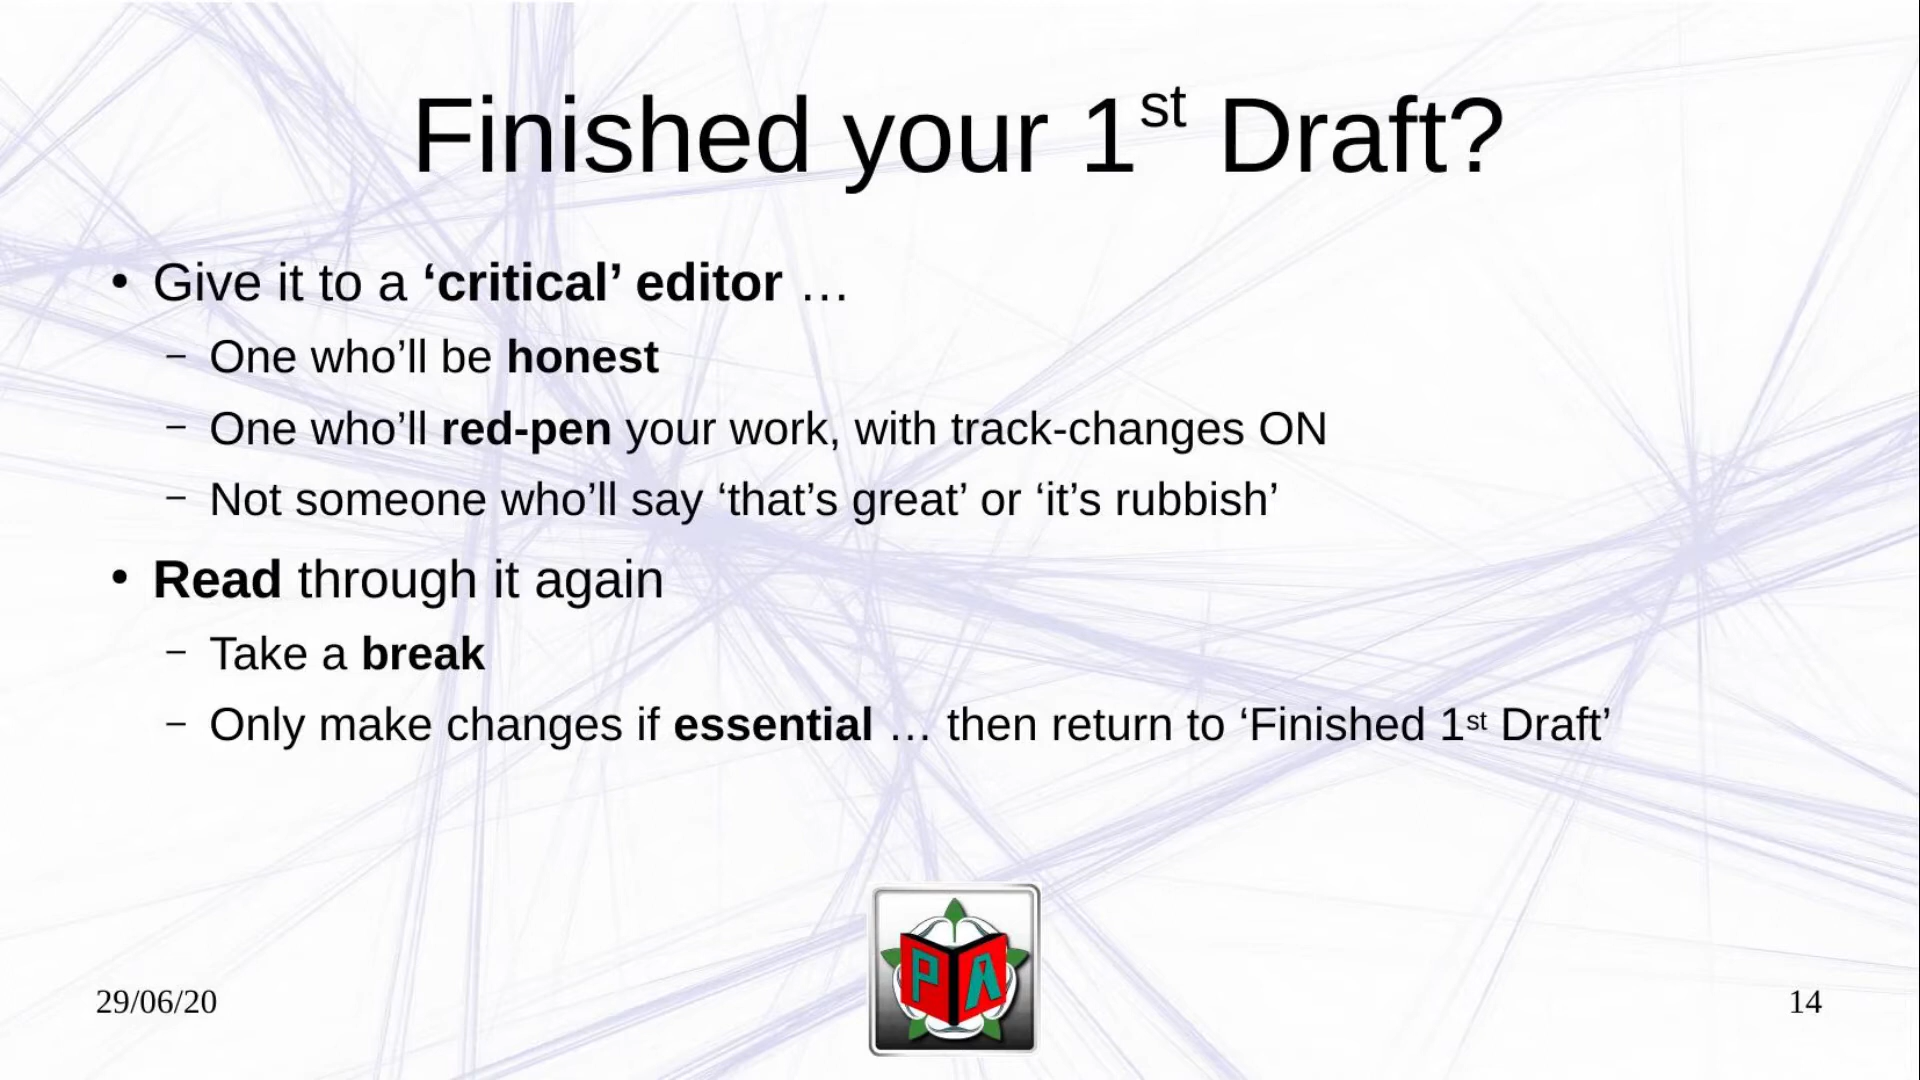 Finished your 1st Draft?
• Give it to a ‘critical’ editor …
– One who’ll be honest
– One who’ll red-pen your work, with track-changes ON
– Not someone who’ll say ‘that’s great’ or ‘it’s rubbish’
• Read through it again
– Take a break
– Only make changes if essential … then return to ‘Finished 1st Draft’
P A
29/06/20
14